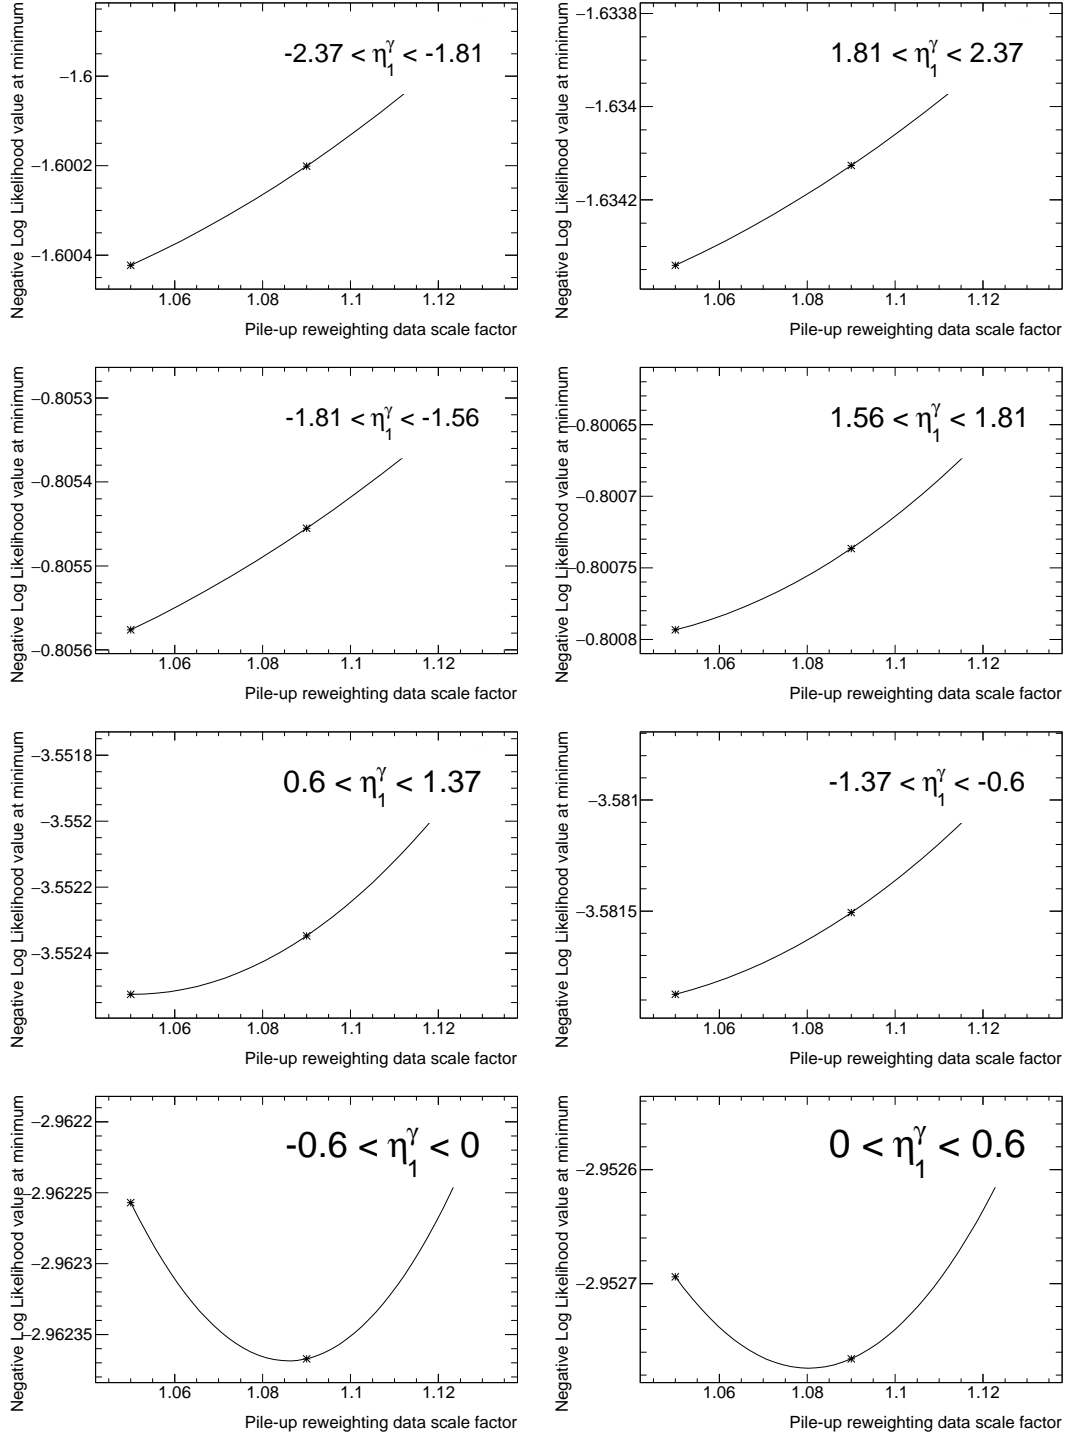 Negative Log Likelihood value at minimum
-2.37 < η₁^γ < -1.81
−1.6
−1.6002
−1.6004
1.06 1.08 1.1 1.12
Pile-up reweighting data scale factor
Negative Log Likelihood value at minimum
1.81 < η₁^γ < 2.37
−1.6338
−1.634
−1.6342
1.06 1.08 1.1 1.12
Pile-up reweighting data scale factor
Negative Log Likelihood value at minimum
-1.81 < η₁^γ < -1.56
−0.8053
−0.8054
−0.8055
−0.8056
1.06 1.08 1.1 1.12
Pile-up reweighting data scale factor
Negative Log Likelihood value at minimum
1.56 < η₁^γ < 1.81
−0.80065
−0.8007
−0.80075
−0.8008
1.06 1.08 1.1 1.12
Pile-up reweighting data scale factor
Negative Log Likelihood value at minimum
0.6 < η₁^γ < 1.37
−3.5518
−3.552
−3.5522
−3.5524
1.06 1.08 1.1 1.12
Pile-up reweighting data scale factor
Negative Log Likelihood value at minimum
-1.37 < η₁^γ < -0.6
−3.581
−3.5815
1.06 1.08 1.1 1.12
Pile-up reweighting data scale factor
Negative Log Likelihood value at minimum
-0.6 < η₁^γ < 0
−2.9622
−2.96225
−2.9623
−2.96235
1.06 1.08 1.1 1.12
Pile-up reweighting data scale factor
Negative Log Likelihood value at minimum
0 < η₁^γ < 0.6
−2.9526
−2.9527
1.06 1.08 1.1 1.12
Pile-up reweighting data scale factor